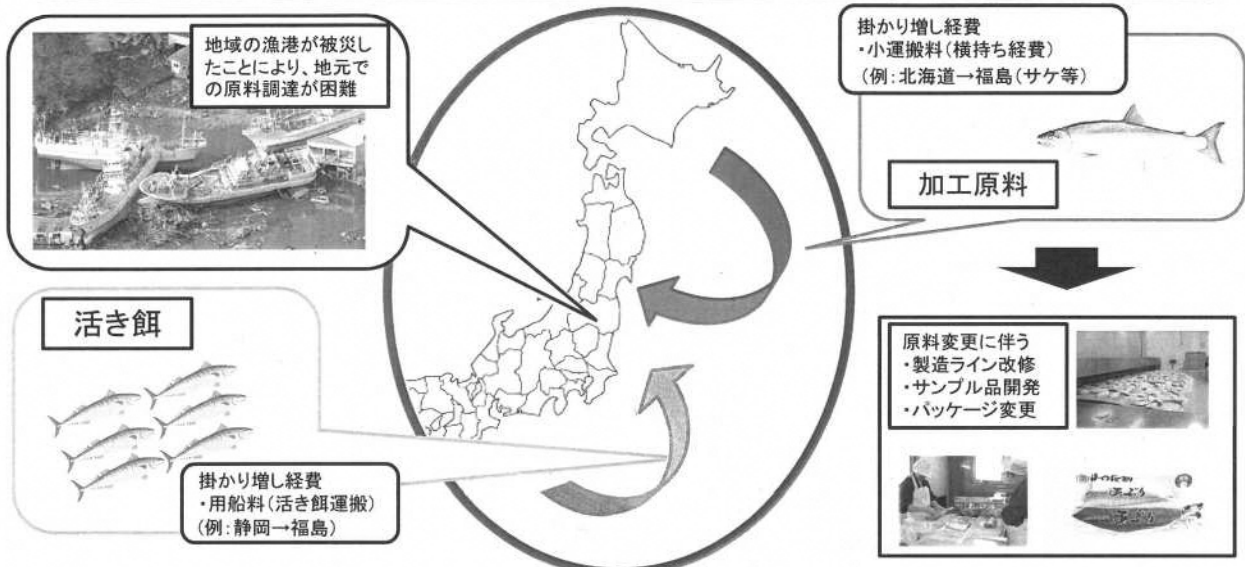 地域の漁港が被災し
たことにより、地元で
の原料調達が困難
掛かり増し経費
・小運搬料(横持ち経費)
(例:北海道→福島(サケ等)
加工原料
活き餌
掛かり増し経費
・用船料(活き餌運搬)
(例:静岡→福島)
原料変更に伴う
・製造ライン改修
・サンプル品開発
・パッケージ変更